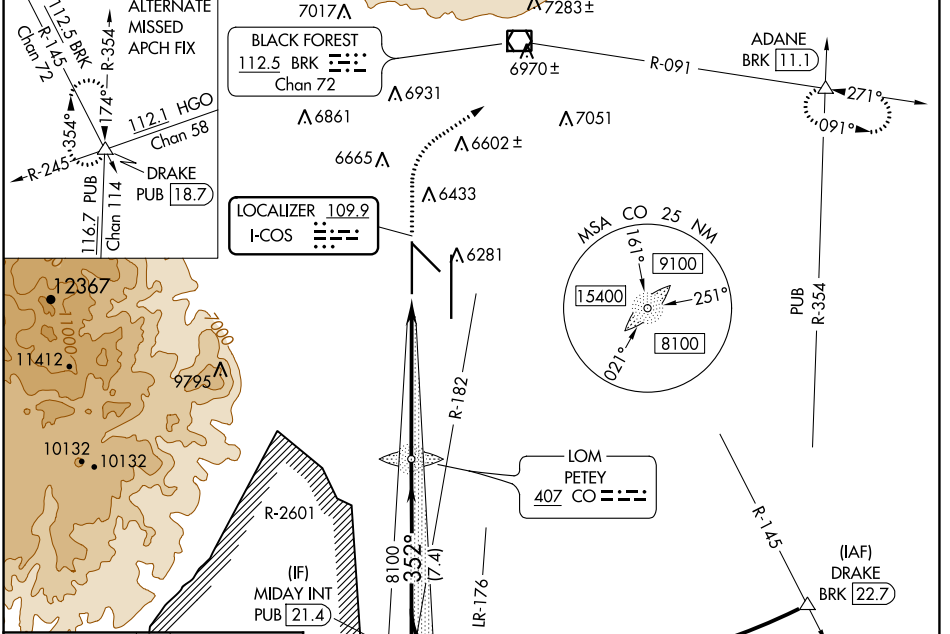 ALTERNATE
MISSED
APCH FIX
112.5 BRK
R-145
Chan 72
R-354
174°
354°
112.1 HGO
Chan 58
R-245
DRAKE
PUB 18.7
116.7 PUB
Chan 114
7017
7283±
BLACK FOREST
112.5 BRK
Chan 72
6970±
R-091
ADANE
BRK 11.1
271°
091°
6931
6861
7051
6602±
6665
6433
LOCALIZER 109.9
I-COS
6281
MSA CO 25 NM
161°
9100
15400
251°
8100
021°
PUB
R-354
12367
11000
7000
11412
9795
10132
10132
R-182
LOM
PETEY
407 CO
R-2601
8100
352°
(7.4)
LR-176
R-145
(IF)
MIDAY INT
PUB 21.4
(IAF)
DRAKE
BRK 22.7